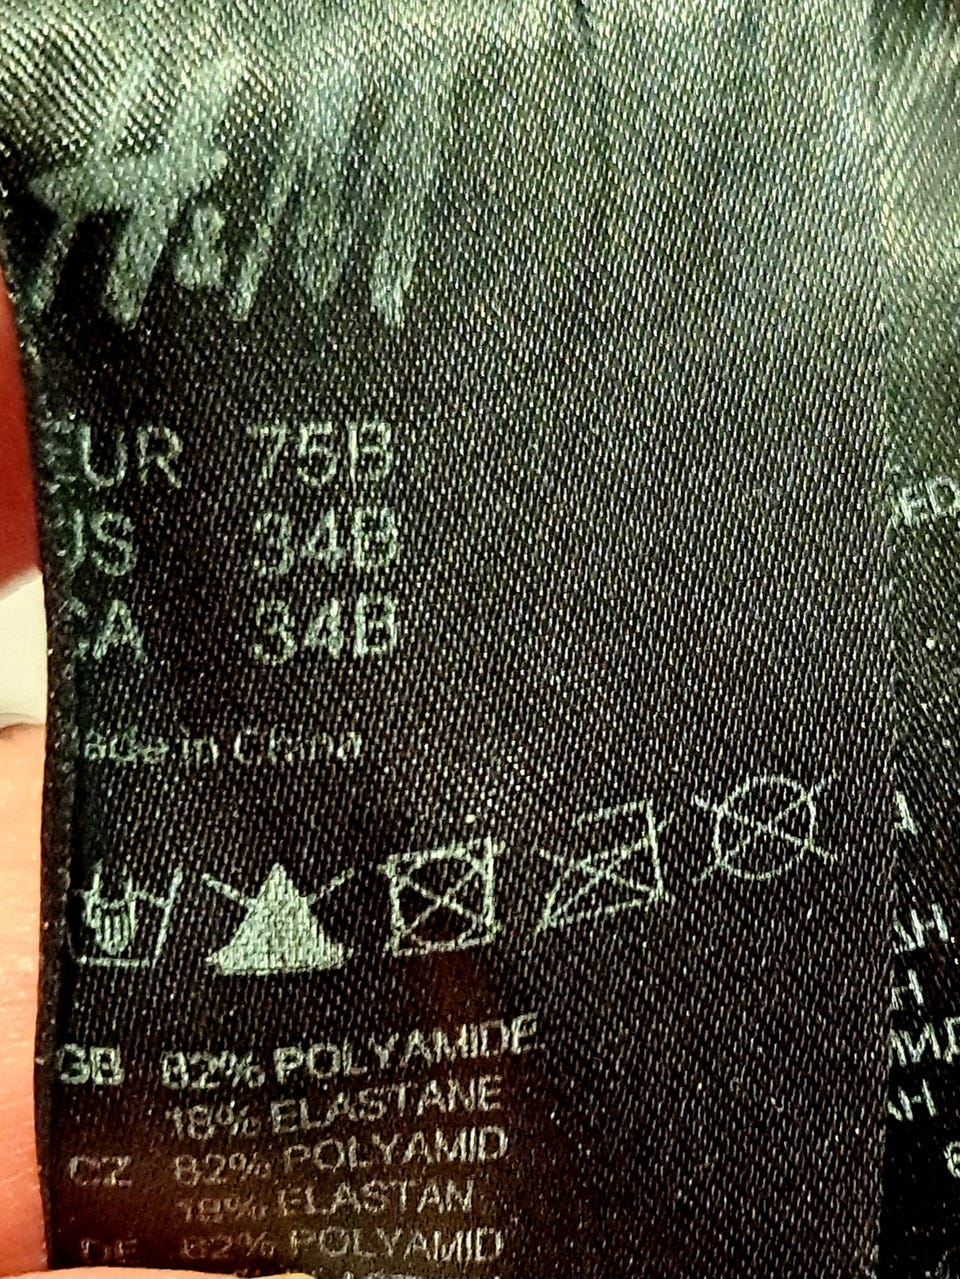 H&M
EUR 75B
US 34B
CA 34B
Made in China
GB 82% POLYAMIDE
18% ELASTANE
CZ 82% POLYAMID
18% ELASTAN
DE 82% POLYAMID